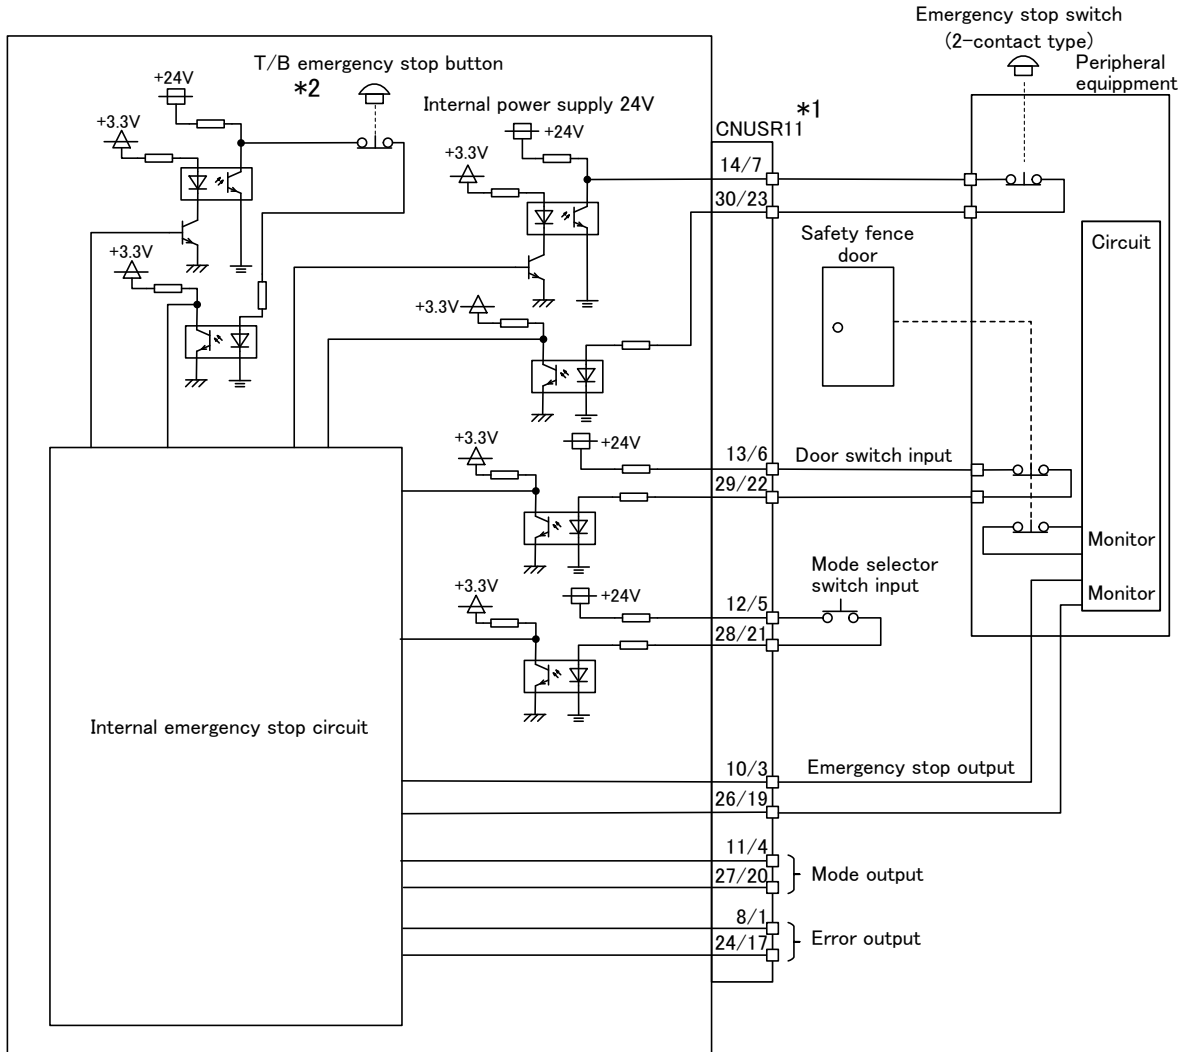 Emergency stop switch
(2-contact type)
Peripheral
equippment
T/B emergency stop button
*2
+24V
Internal power supply 24V
*1
CNUSR11
+3.3V
+24V
+3.3V
14/7
30/23
+3.3V
Safety fence
door
Circuit
+3.3V
+3.3V
+24V
13/6
Door switch input
29/22
Monitor
Mode selector
switch input
+3.3V
+24V
12/5
Monitor
28/21
Internal emergency stop circuit
10/3
Emergency stop output
26/19
11/4
27/20
Mode output
8/1
24/17
Error output